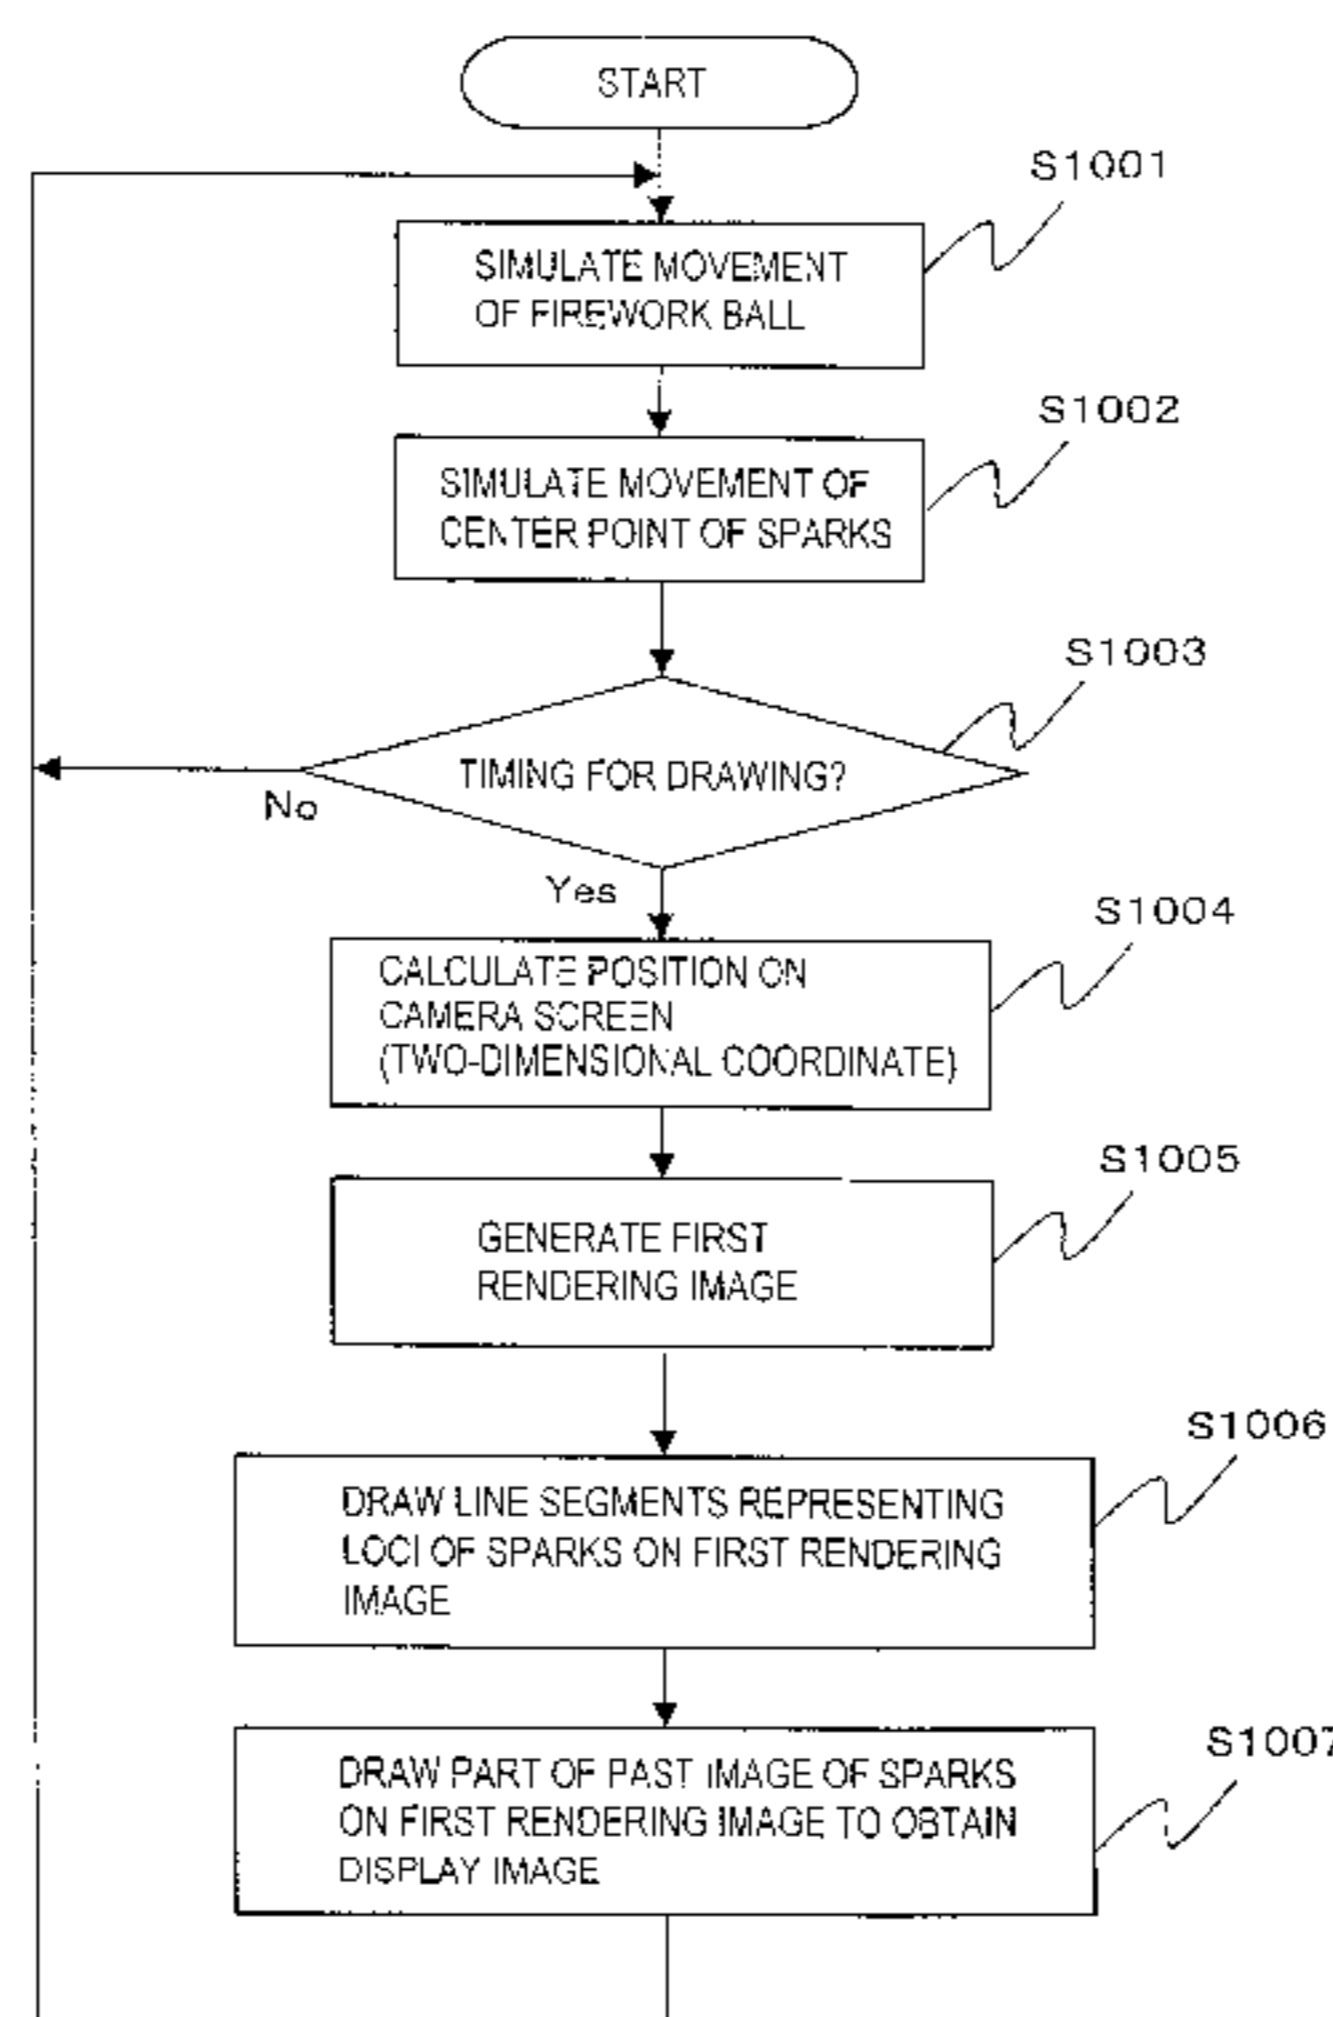 START
S1001
SIMULATE MOVEMENT
OF FIREWORK BALL
S1002
SIMULATE MOVEMENT OF
CENTER POINT OF SPARKS
S1003
TIMING FOR DRAWING?
No
Yes
S1004
CALCULATE POSITION ON
CAMERA SCREEN
(TWO-DIMENSIONAL COORDINATE)
S1005
GENERATE FIRST
RENDERING IMAGE
S1006
DRAW LINE SEGMENTS REPRESENTING
LOCI OF SPARKS ON FIRST RENDERING
IMAGE
S1007
DRAW PART OF PAST IMAGE OF SPARKS
ON FIRST RENDERING IMAGE TO OBTAIN
DISPLAY IMAGE